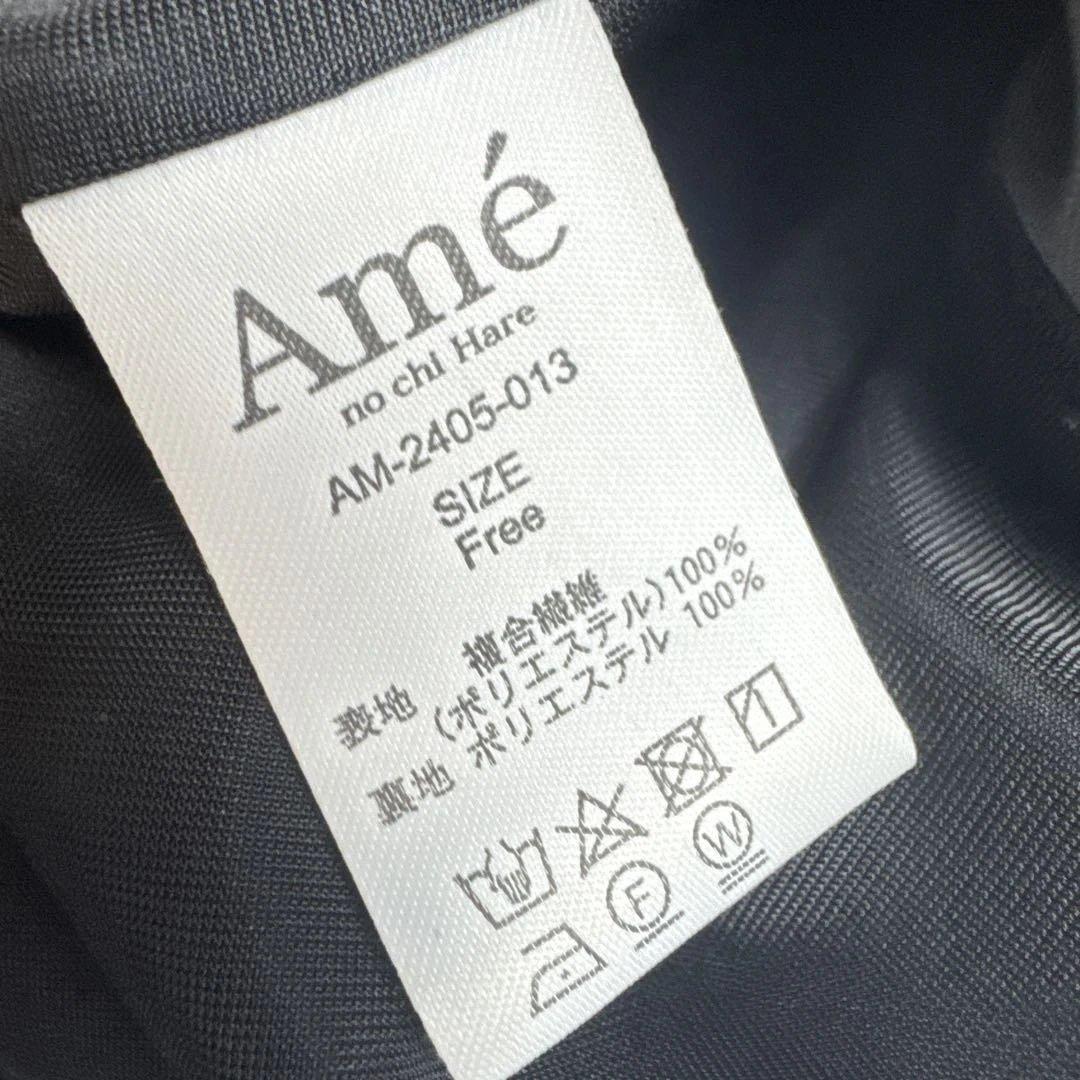 Amé
no chi Hare
AM-2405-013
SIZE
Free
表地 複合繊維
(ポリエステル)100%
裏地 ポリエステル 100%
F
W